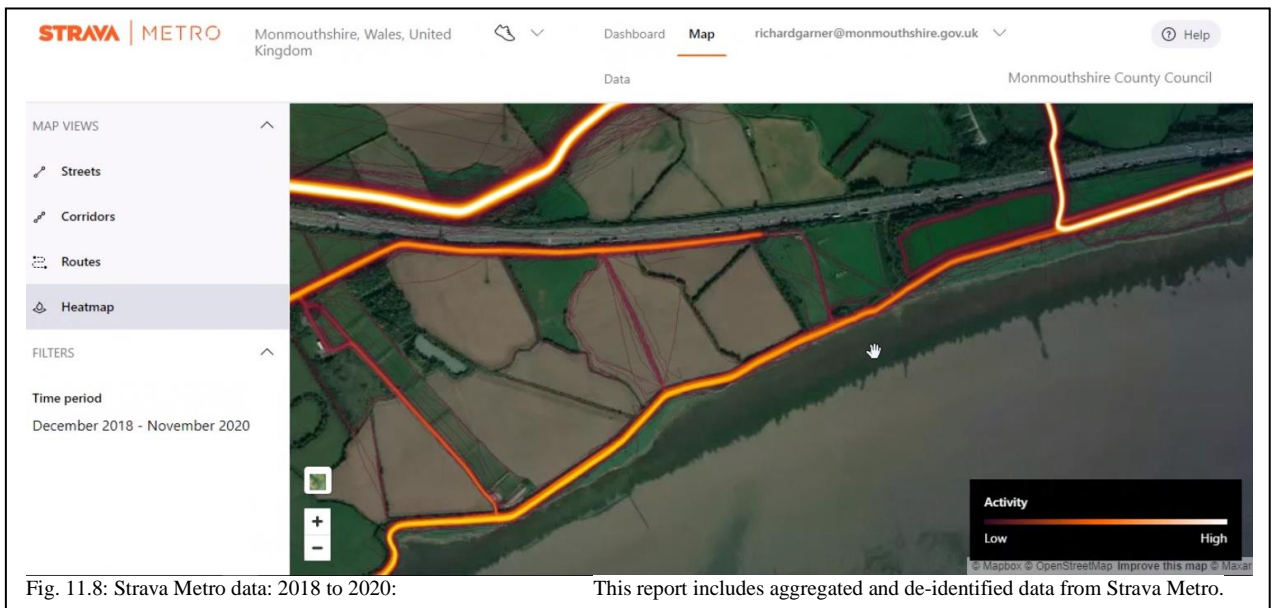 STRAVA | METRO
Monmouthshire, Wales, United
Kingdom
Dashboard
Map
richardgarner@monmouthshire.gov.uk
Help
Data
Monmouthshire County Council
MAP VIEWS
Streets
Corridors
Routes
Heatmap
FILTERS
Time period
December 2018 - November 2020
+
−
Activity
Low High
© Mapbox © OpenStreetMap Improve this map © Maxar
Fig. 11.8: Strava Metro data: 2018 to 2020: This report includes aggregated and de-identified data from Strava Metro.